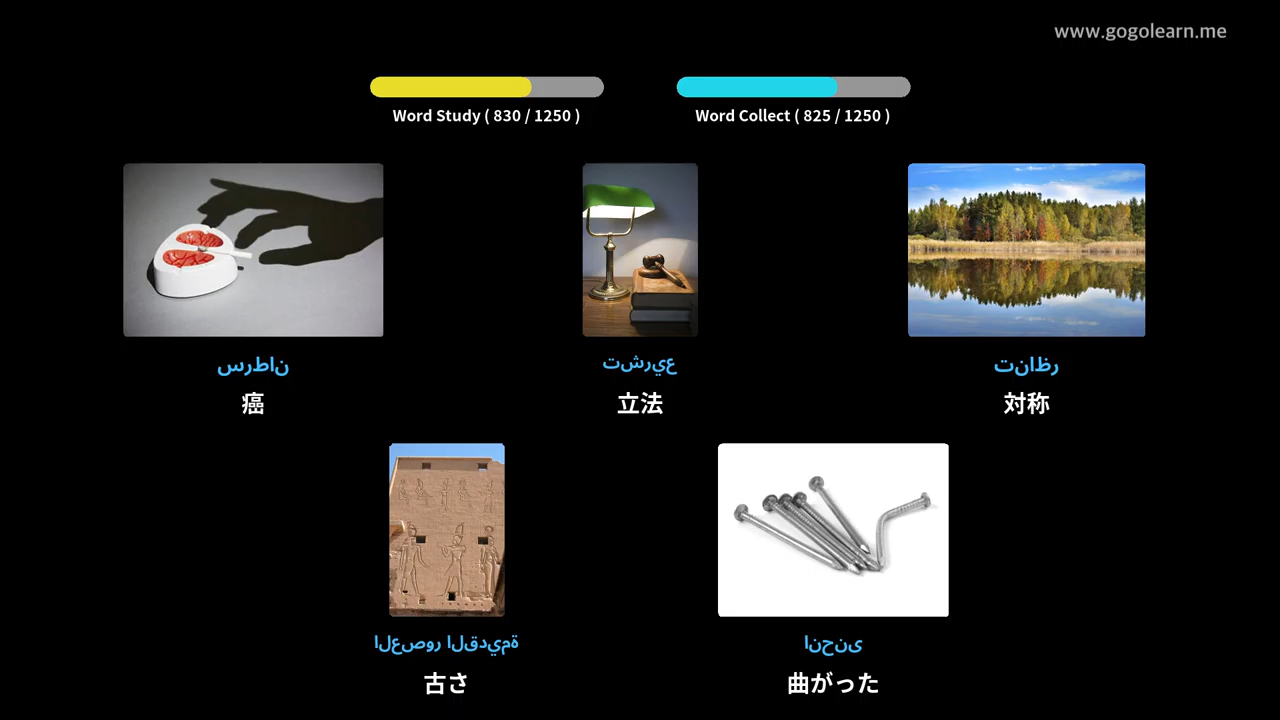 www.gogolearn.me
Word Study ( 830 / 1250 )
Word Collect ( 825 / 1250 )
سرطان
癌
تشريع
立法
تناظر
対称
العصور القديمة
古さ
انحنى
曲がった